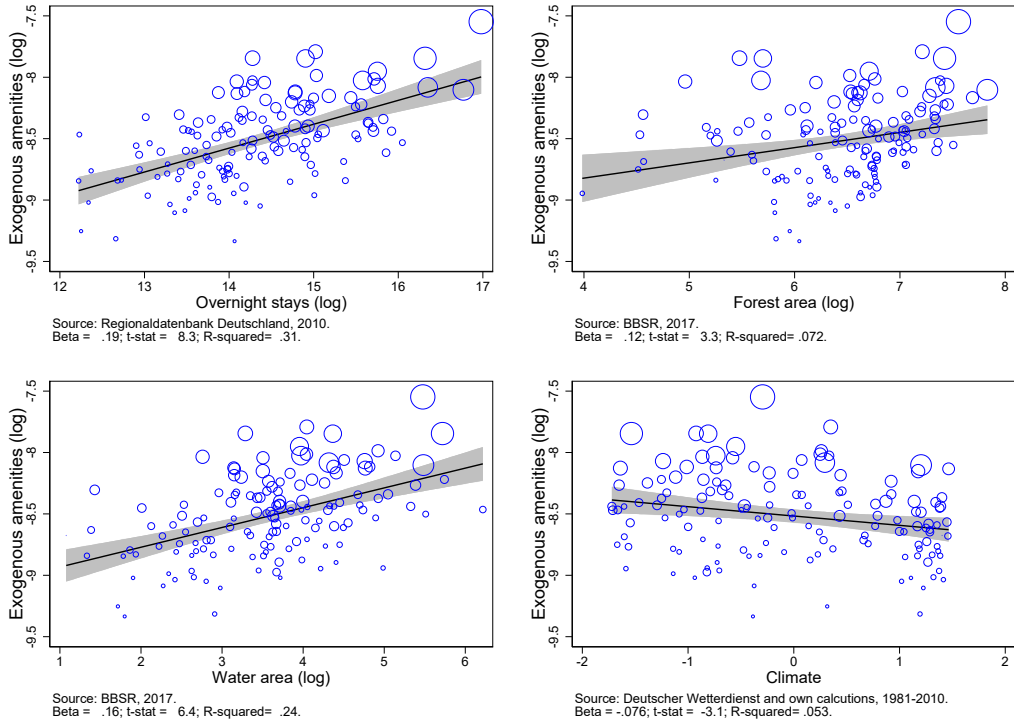 Exogenous amenities (log)
-7.5
-8
-8.5
-9
-9.5
12 13 14 15 16 17
Overnight stays (log)
Source: Regionaldatenbank Deutschland, 2010.
Beta = .19; t-stat = 8.3; R-squared= .31.
Exogenous amenities (log)
-7.5
-8
-8.5
-9
-9.5
4 5 6 7 8
Forest area (log)
Source: BBSR, 2017.
Beta = .12; t-stat = 3.3; R-squared= .072.
Exogenous amenities (log)
-7.5
-8
-8.5
-9
-9.5
1 2 3 4 5 6
Water area (log)
Source: BBSR, 2017.
Beta = .16; t-stat = 6.4; R-squared= .24.
Exogenous amenities (log)
-7.5
-8
-8.5
-9
-9.5
-2 -1 0 1 2
Climate
Source: Deutscher Wetterdienst and own calcutions, 1981-2010.
Beta = -.076; t-stat = -3.1; R-squared= .053.